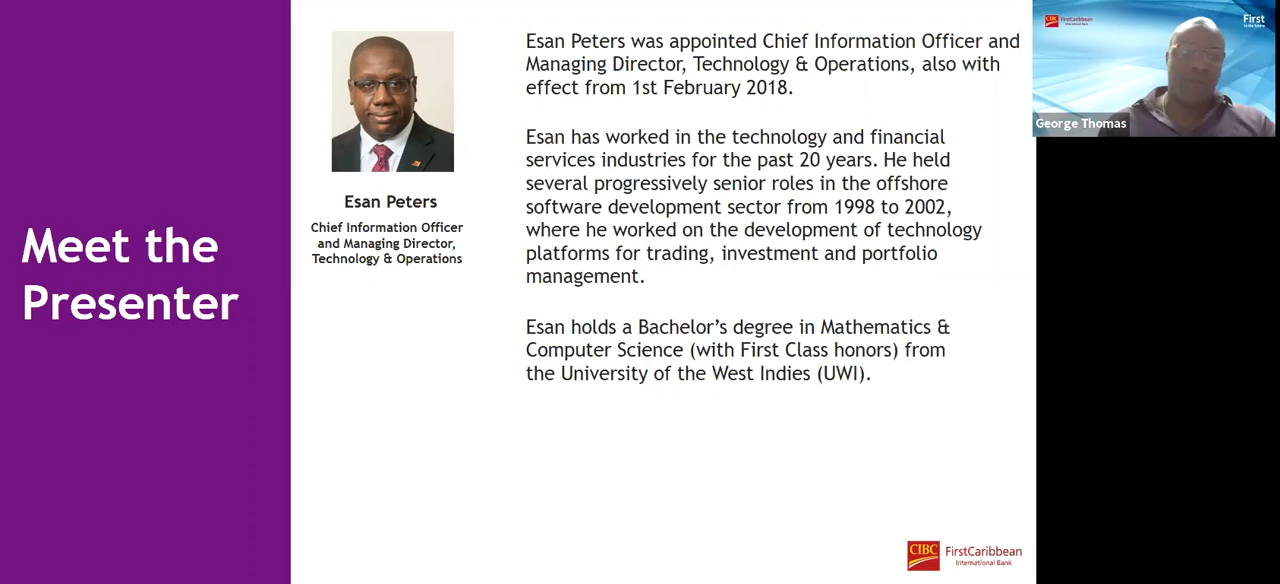 Meet the
Presenter
Esan Peters
Chief Information Officer
and Managing Director,
Technology & Operations
Esan Peters was appointed Chief Information Officer and
Managing Director, Technology & Operations, also with
effect from 1st February 2018.
Esan has worked in the technology and financial
services industries for the past 20 years. He held
several progressively senior roles in the offshore
software development sector from 1998 to 2002,
where he worked on the development of technology
platforms for trading, investment and portfolio
management.
Esan holds a Bachelor’s degree in Mathematics &
Computer Science (with First Class honors) from
the University of the West Indies (UWI).
CIBC FirstCaribbean
International Bank
CIBC FirstCaribbean
First
George Thomas